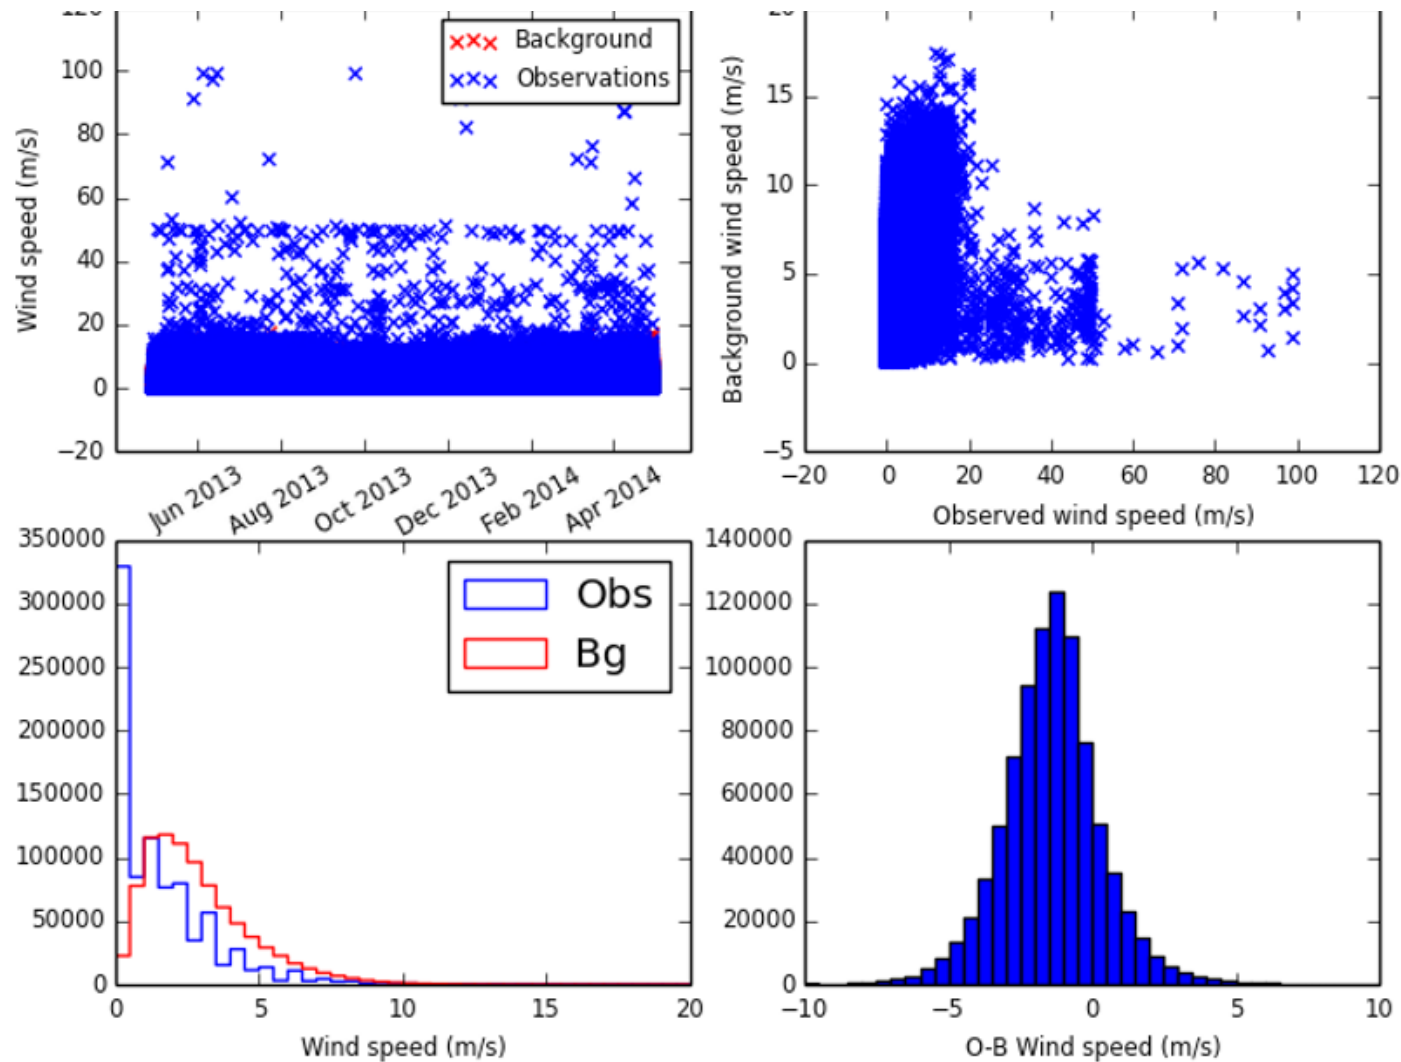 120
100
80
60
40
20
0
−20
Wind speed (m/s)
Background
Observations
Jun 2013
Aug 2013
Oct 2013
Dec 2013
Feb 2014
Apr 2014
20
15
10
5
0
−5
Background wind speed (m/s)
−20 0 20 40 60 80 100 120
Observed wind speed (m/s)
350000
300000
250000
200000
150000
100000
50000
0
Obs
Bg
0 5 10 15 20
Wind speed (m/s)
140000
120000
100000
80000
60000
40000
20000
0
−10 −5 0 5 10
O-B Wind speed (m/s)